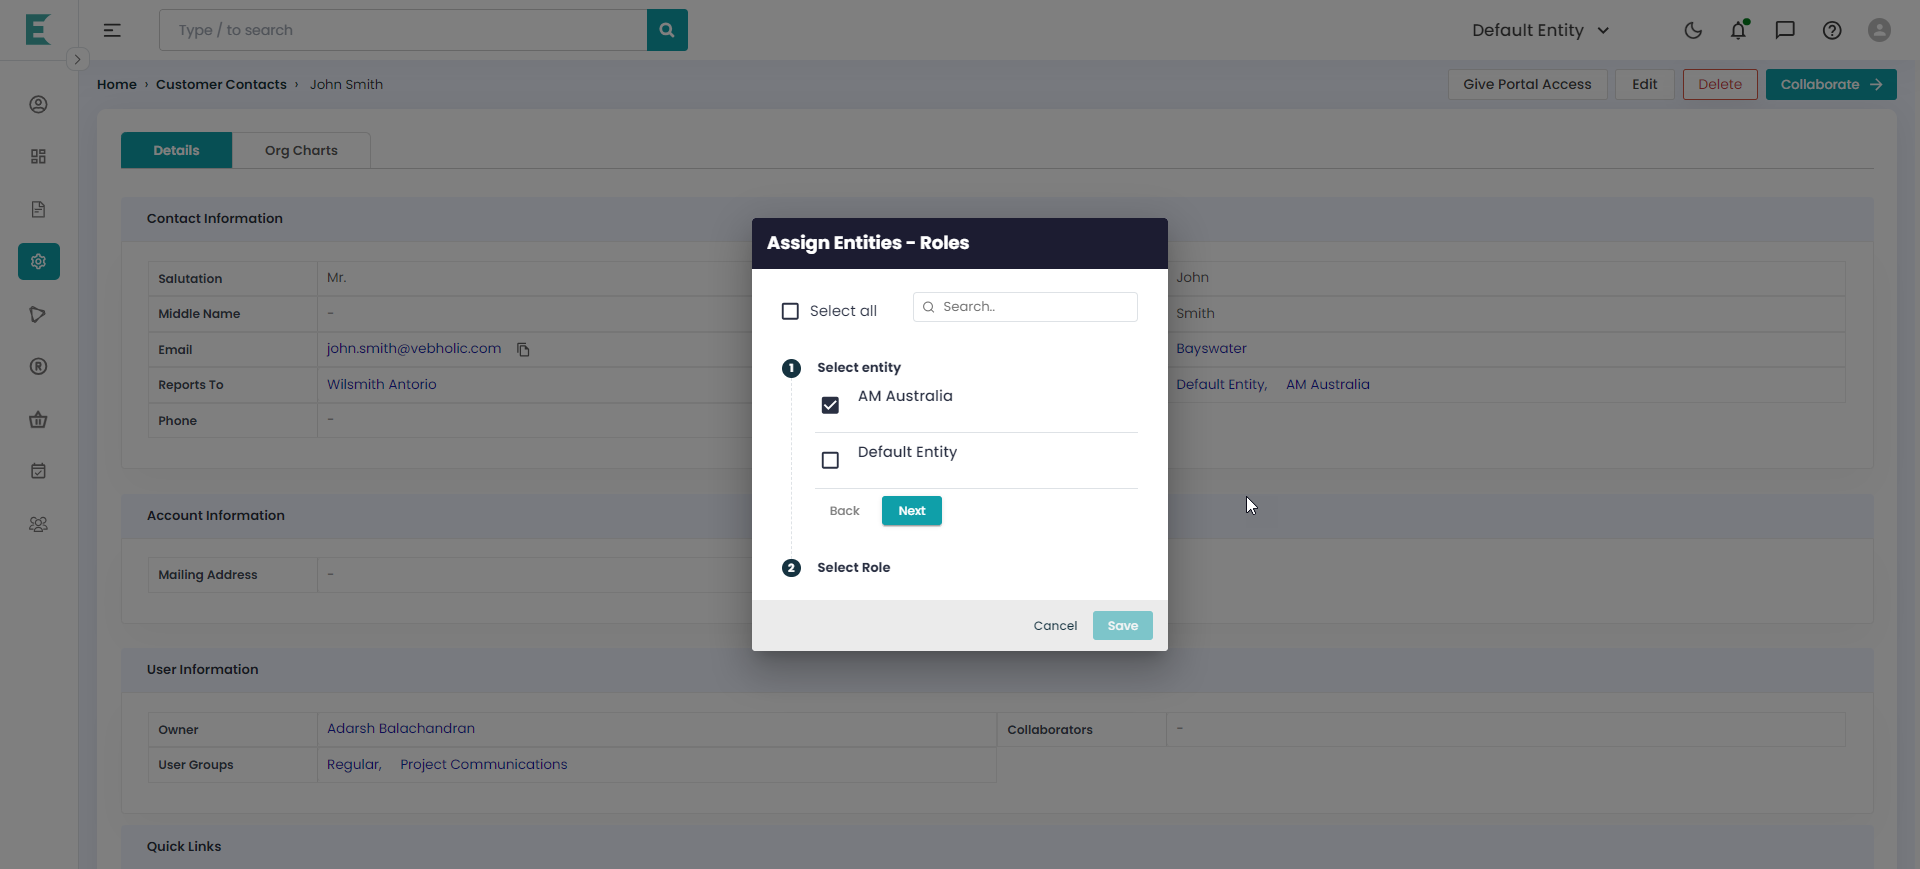 Type / to search
Default Entity
Home › Customer Contacts › John Smith
Give Portal Access
Edit
Delete
Collaborate
Details
Org Charts
Contact Information
Salutation
Mr.
John
Middle Name
-
Smith
Email
john.smith@vebholic.com
Bayswater
Reports To
Wilsmith Antorio
Default Entity, AM Australia
Phone
-
Assign Entities - Roles
Select all
Search..
1 Select entity
AM Australia
Default Entity
Back
Next
2 Select Role
Cancel
Save
Account Information
Mailing Address
-
User Information
Owner
Adarsh Balachandran
Collaborators
-
User Groups
Regular, Project Communications
Quick Links